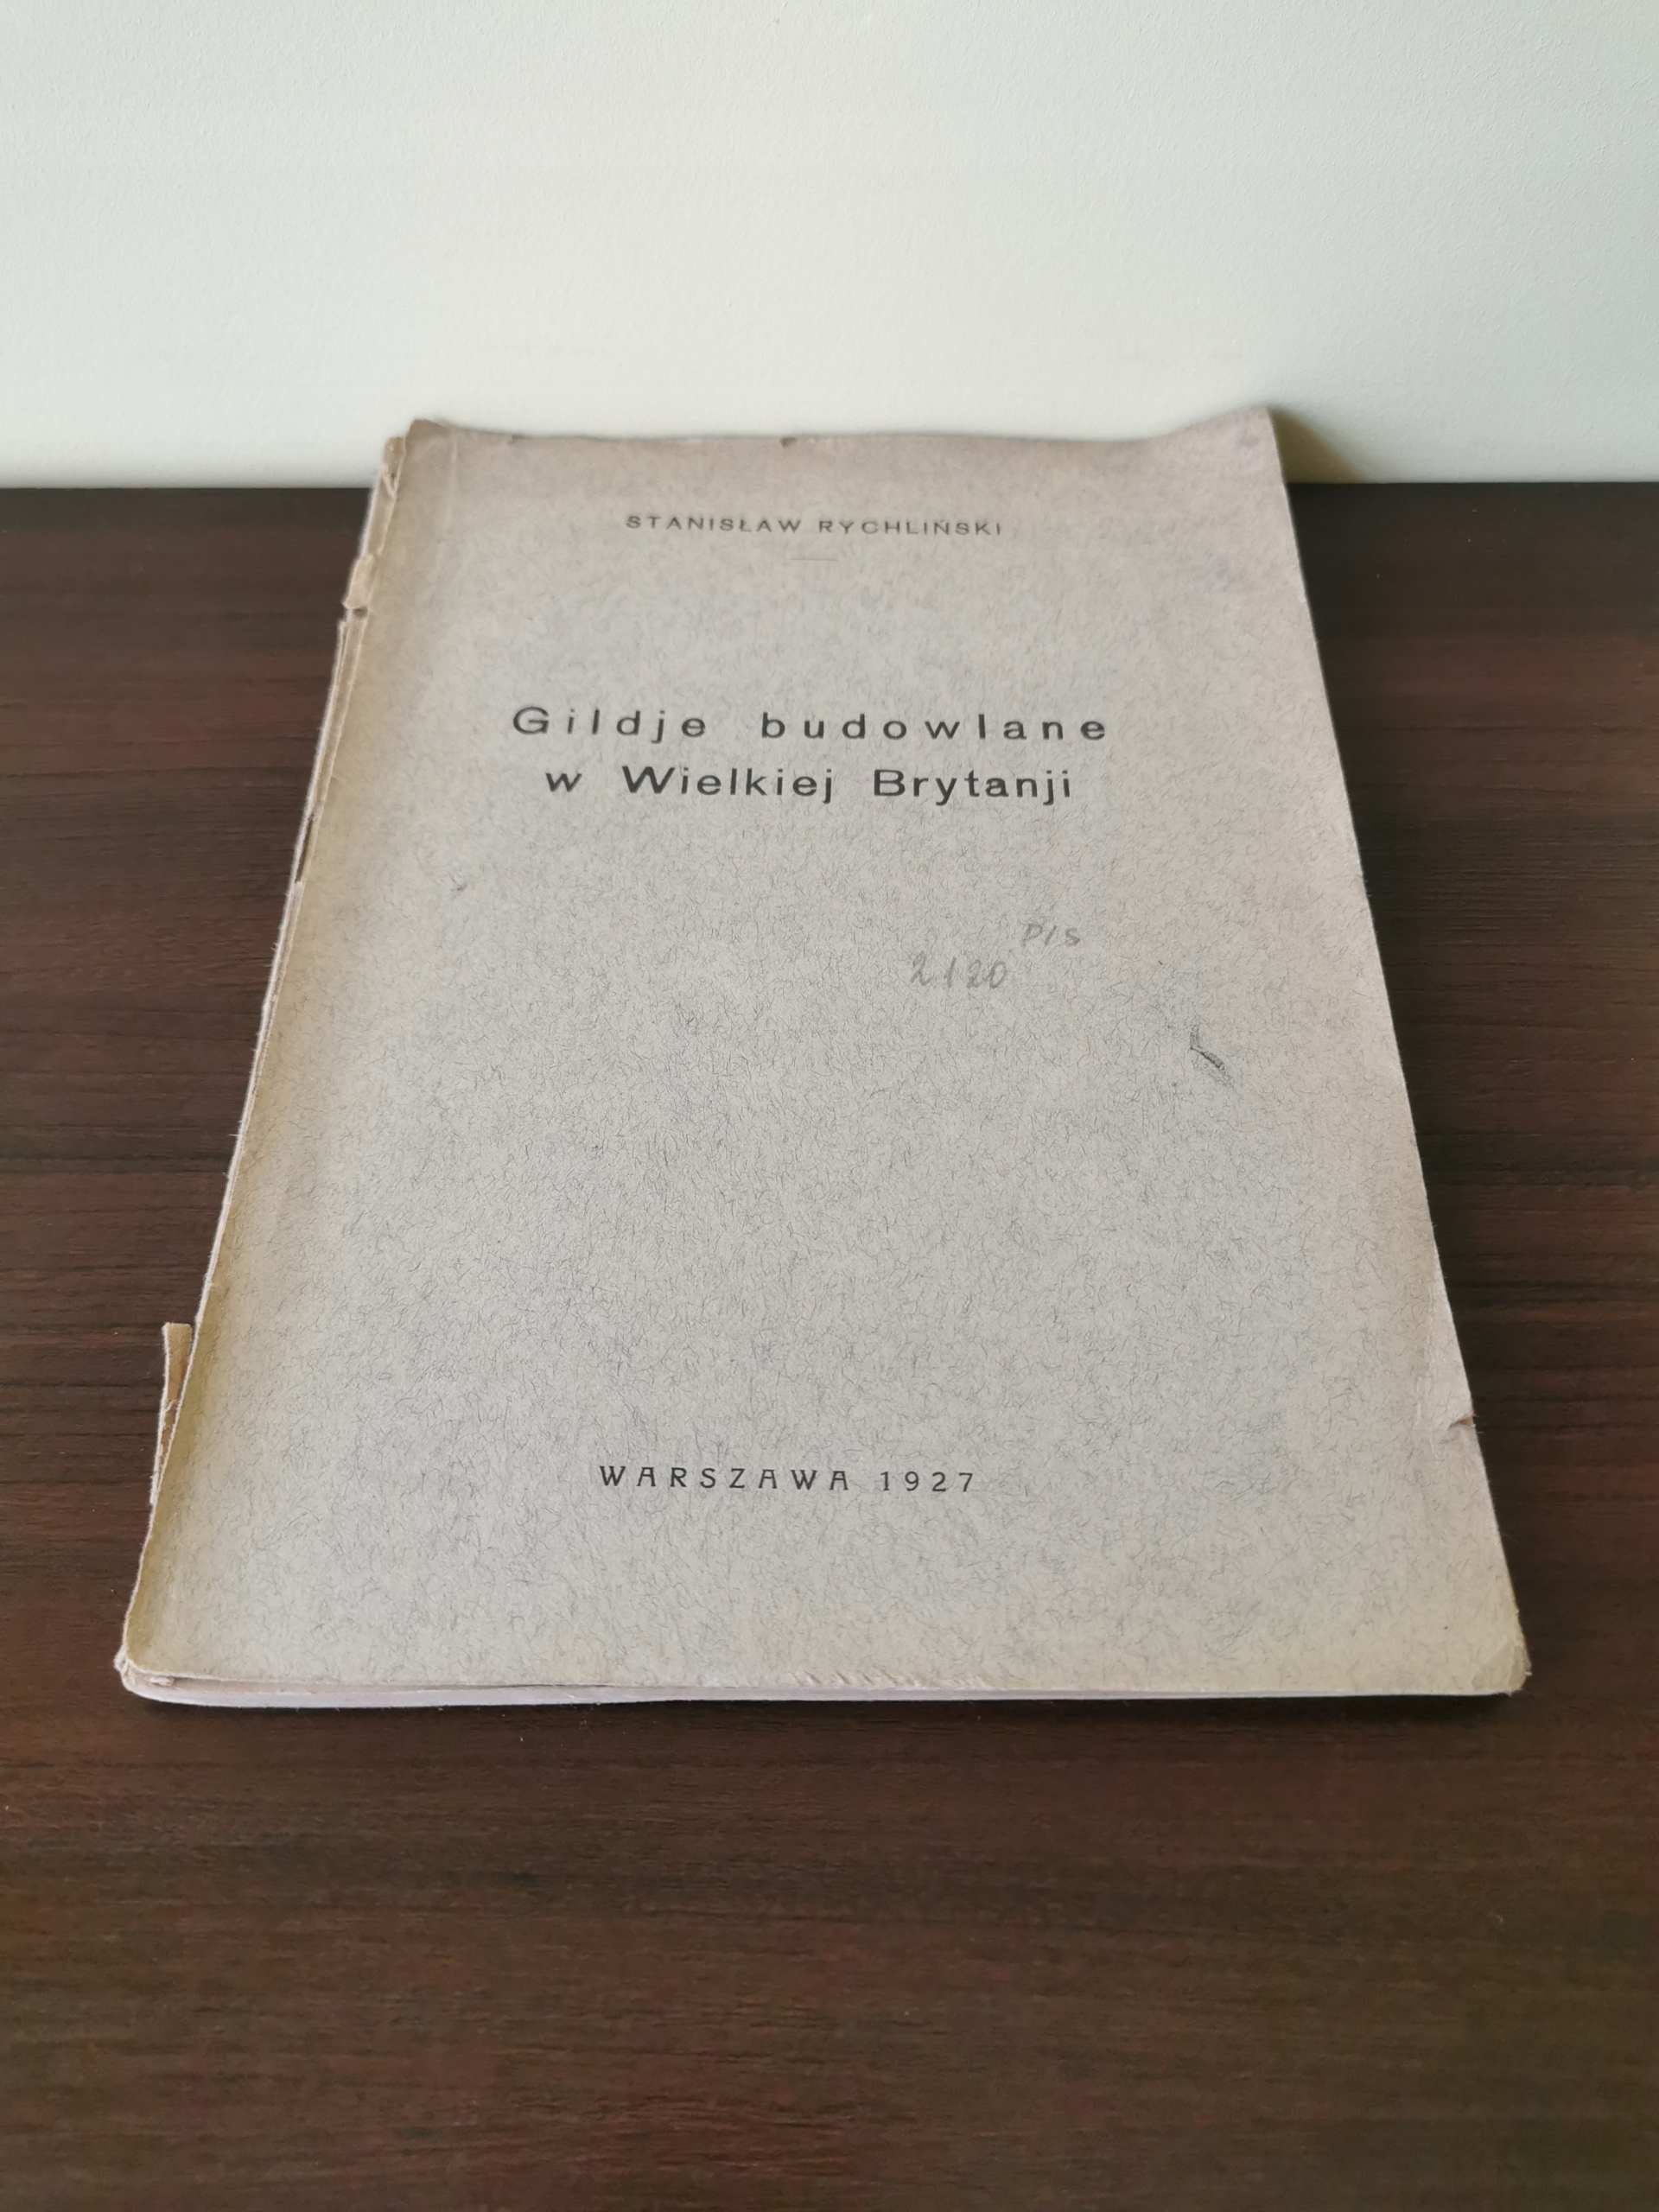 STANISŁAW RYCHLIŃSKI
Gildje budowlane
w Wielkiej Brytanji
P/S
2120
WARSZAWA 1927